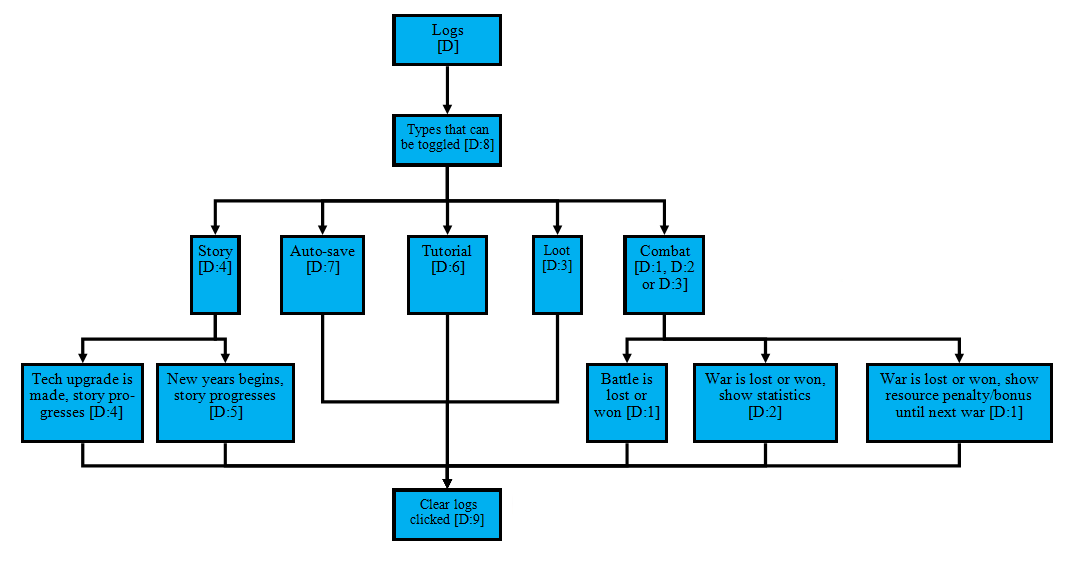 Logs
[D]
Types that can
be toggled [D:8]
Story
[D:4]
Auto-save
[D:7]
Tutorial
[D:6]
Loot
[D:3]
Combat
[D:1, D:2
or D:3]
Tech upgrade is
made, story pro-
gresses [D:4]
New years begins,
story progresses
[D:5]
Battle is
lost or
won [D:1]
War is lost or won,
show statistics
[D:2]
War is lost or won, show
resource penalty/bonus
until next war [D:1]
Clear logs
clicked [D:9]